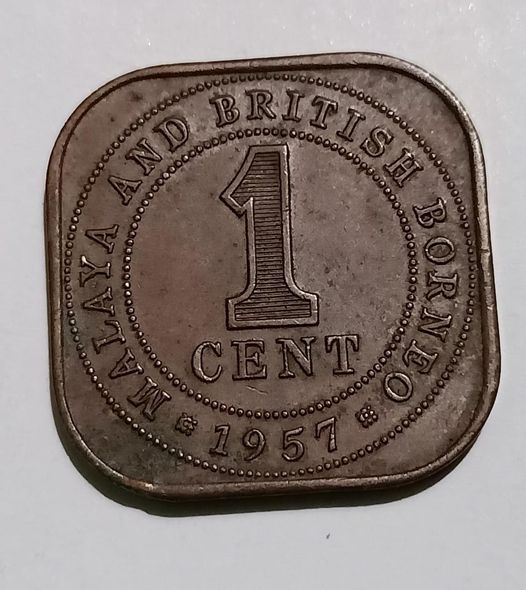 MALAYA AND BRITISH BORNEO
1
CENT
1957